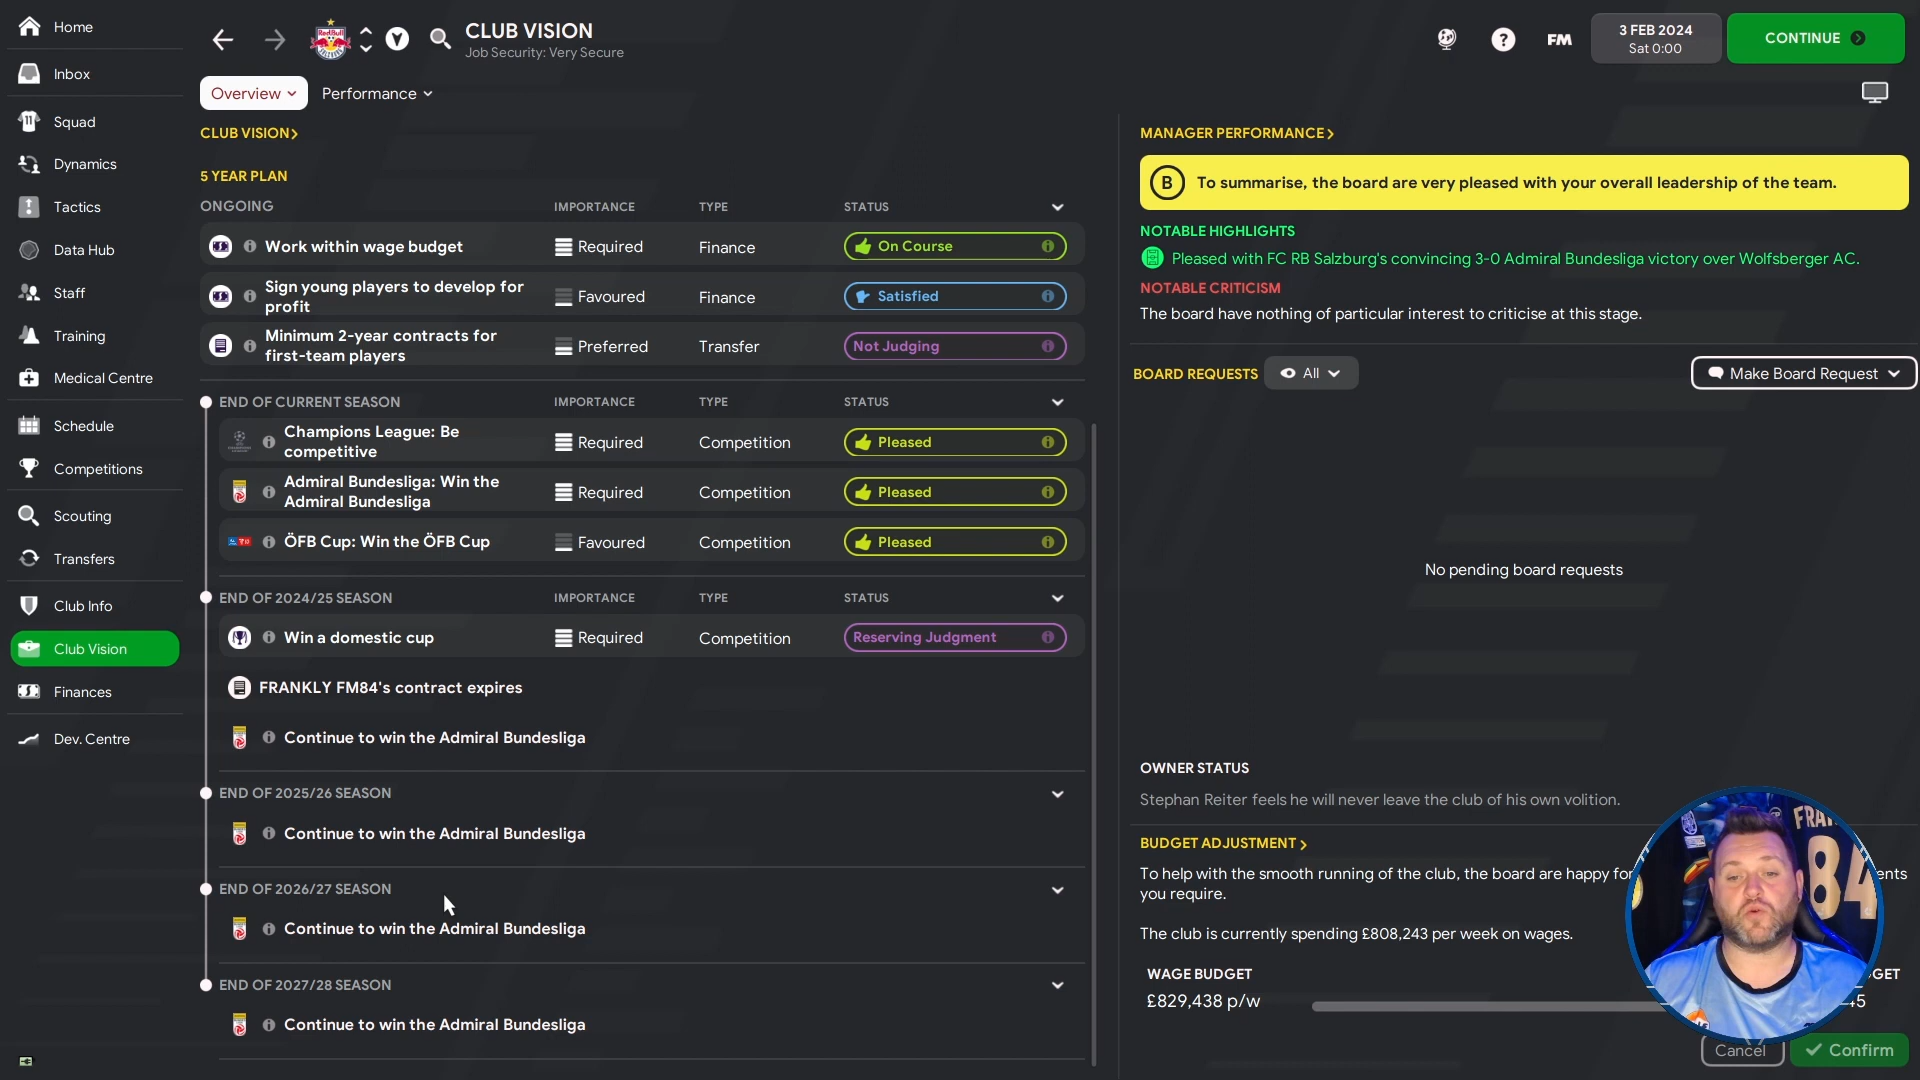 Home
Inbox
Squad
Dynamics
Tactics
Data Hub
Staff
Training
Medical Centre
Schedule
Competitions
Scouting
Transfers
Club Info
Club Vision
Finances
Dev. Centre
CLUB VISION
Job Security: Very Secure
FM
3 FEB 2024
Sat 0:00
CONTINUE
Overview
Performance
CLUB VISION
5 YEAR PLAN
ONGOING IMPORTANCE TYPE STATUS
Work within wage budget Required Finance On Course
Sign young players to develop for
profit
Favoured Finance Satisfied
Minimum 2-year contracts for
first-team players
Preferred Transfer Not Judging
END OF CURRENT SEASON IMPORTANCE TYPE STATUS
Champions League: Be
competitive
Required Competition Pleased
Admiral Bundesliga: Win the
Admiral Bundesliga
Required Competition Pleased
ÖFB Cup: Win the ÖFB Cup Favoured Competition Pleased
END OF 2024/25 SEASON IMPORTANCE TYPE STATUS
Win a domestic cup Required Competition Reserving Judgment
FRANKLY FM84's contract expires
Continue to win the Admiral Bundesliga
END OF 2025/26 SEASON
Continue to win the Admiral Bundesliga
END OF 2026/27 SEASON
Continue to win the Admiral Bundesliga
END OF 2027/28 SEASON
Continue to win the Admiral Bundesliga
MANAGER PERFORMANCE
B To summarise, the board are very pleased with your overall leadership of the team.
NOTABLE HIGHLIGHTS
Pleased with FC RB Salzburg's convincing 3-0 Admiral Bundesliga victory over Wolfsberger AC.
NOTABLE CRITICISM
The board have nothing of particular interest to criticise at this stage.
BOARD REQUESTS All Make Board Request
No pending board requests
OWNER STATUS
Stephan Reiter feels he will never leave the club of his own volition.
BUDGET ADJUSTMENT
To help with the smooth running of the club, the board are happy for
you require.
The club is currently spending £808,243 per week on wages.
WAGE BUDGET
£829,438 p/w
84
Cancel
Confirm